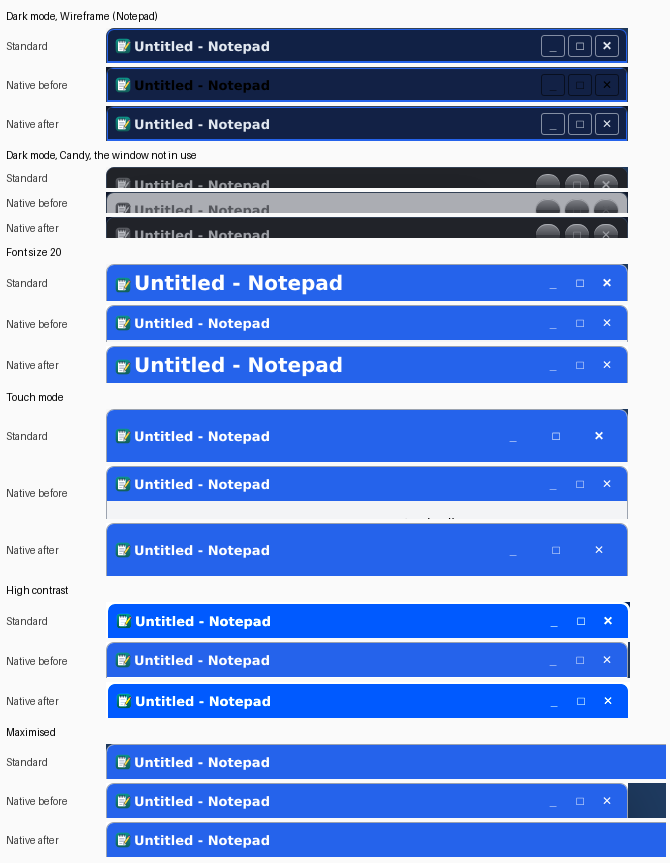 Dark mode, Wireframe (Notepad)
Standard Untitled - Notepad
Native before Untitled - Notepad
Native after Untitled - Notepad
Dark mode, Candy, the window not in use
Standard Untitled - Notepad
Native before Untitled - Notepad
Native after Untitled - Notepad
Font size 20
Standard Untitled - Notepad
Native before Untitled - Notepad
Native after Untitled - Notepad
Touch mode
Standard Untitled - Notepad
Native before Untitled - Notepad
Native after Untitled - Notepad
High contrast
Standard Untitled - Notepad
Native before Untitled - Notepad
Native after Untitled - Notepad
Maximised
Standard Untitled - Notepad
Native before Untitled - Notepad
Native after Untitled - Notepad